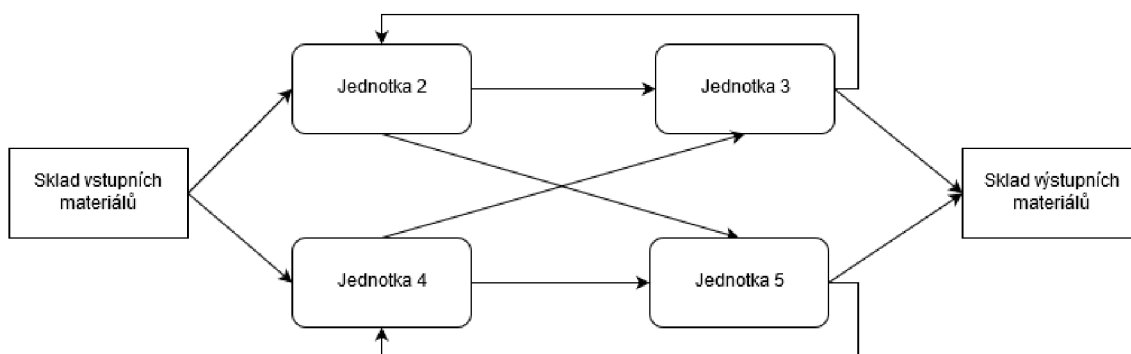 Jednotka 2
Jednotka 3
Sklad vstupních
materiálů
Sklad výstupních
materiálů
Jednotka 4
Jednotka 5